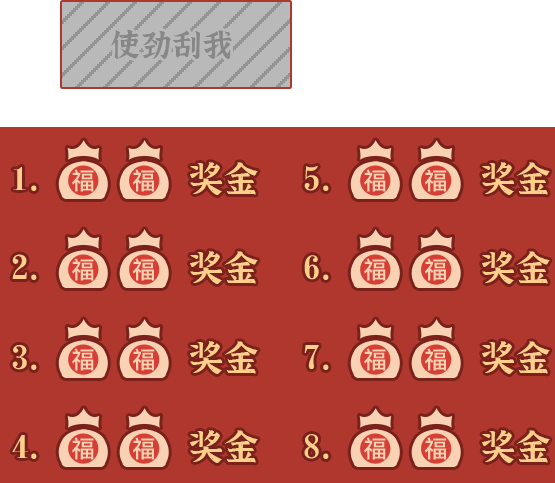 使劲刮我
1. 福 福 奖金 5. 福 福 奖金
2. 福 福 奖金 6. 福 福 奖金
3. 福 福 奖金 7. 福 福 奖金
4. 福 福 奖金 8. 福 福 奖金